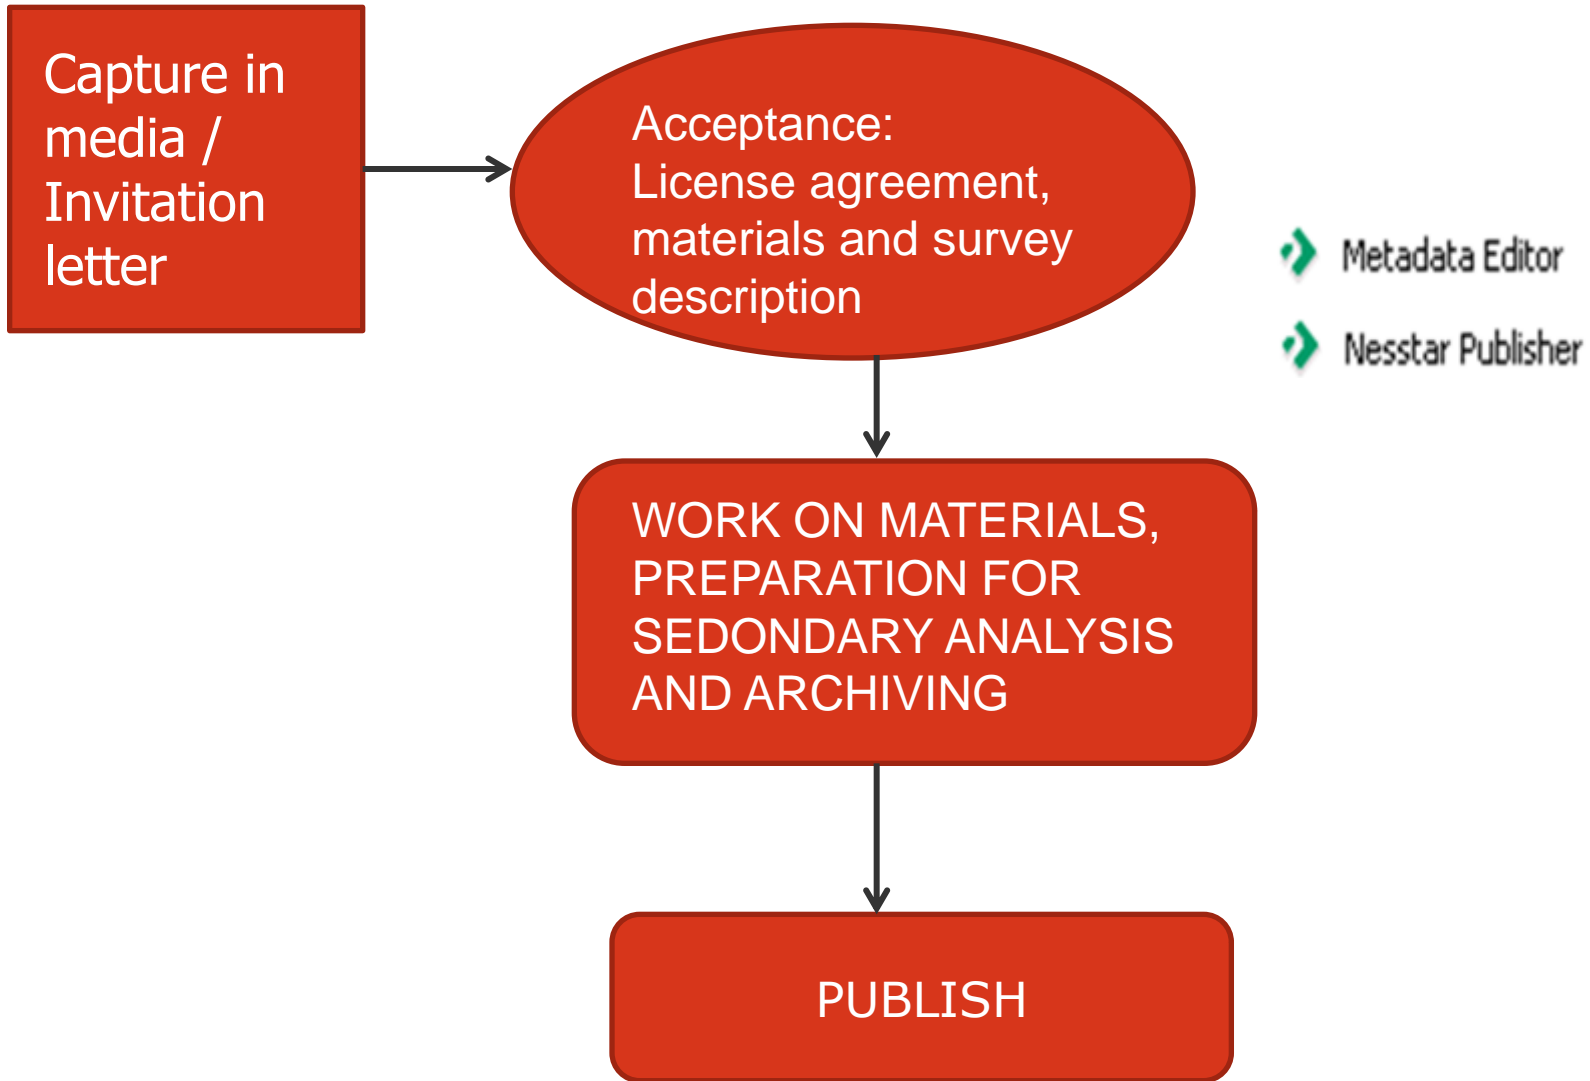 Capture in
media /
Invitation
letter
Acceptance:
License agreement,
materials and survey
description
Metadata Editor
Nesstar Publisher
WORK ON MATERIALS,
PREPARATION FOR
SEDONDARY ANALYSIS
AND ARCHIVING
PUBLISH